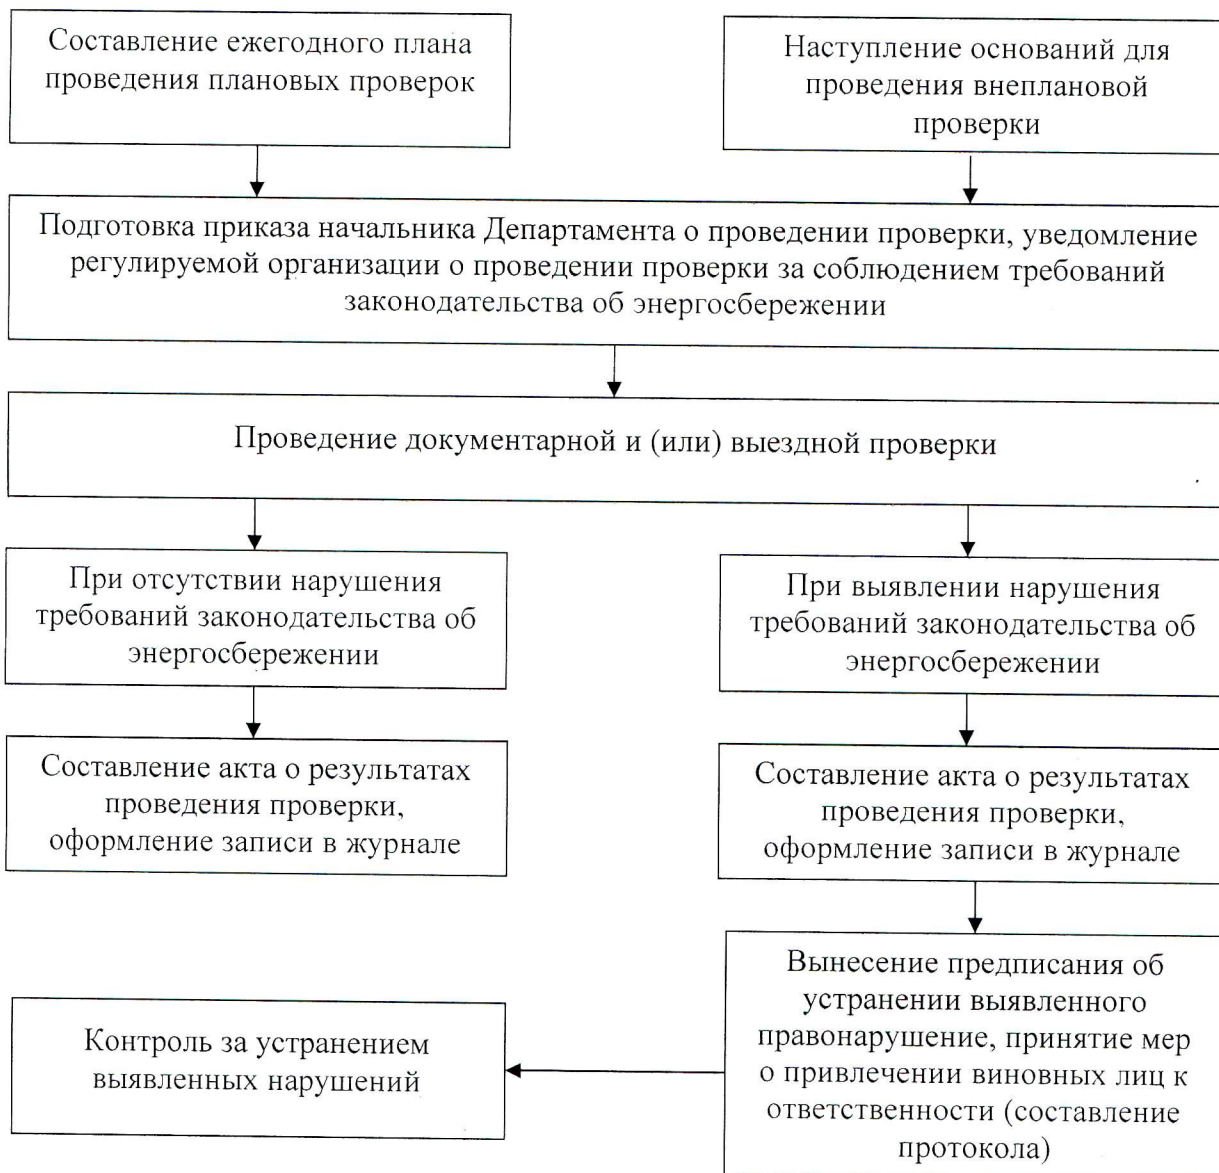 Составление ежегодного плана
проведения плановых проверок
Наступление оснований для
проведения внеплановой
проверки
Подготовка приказа начальника Департамента о проведении проверки, уведомление
регулируемой организации о проведении проверки за соблюдением требований
законодательства об энергосбережении
Проведение документарной и (или) выездной проверки
При отсутствии нарушения
требований законодательства об
энергосбережении
При выявлении нарушения
требований законодательства об
энергосбережении
Составление акта о результатах
проведения проверки,
оформление записи в журнале
Составление акта о результатах
проведения проверки,
оформление записи в журнале
Вынесение предписания об
устранении выявленного
правонарушение, принятие мер
о привлечении виновных лиц к
ответственности (составление
протокола)
Контроль за устранением
выявленных нарушений